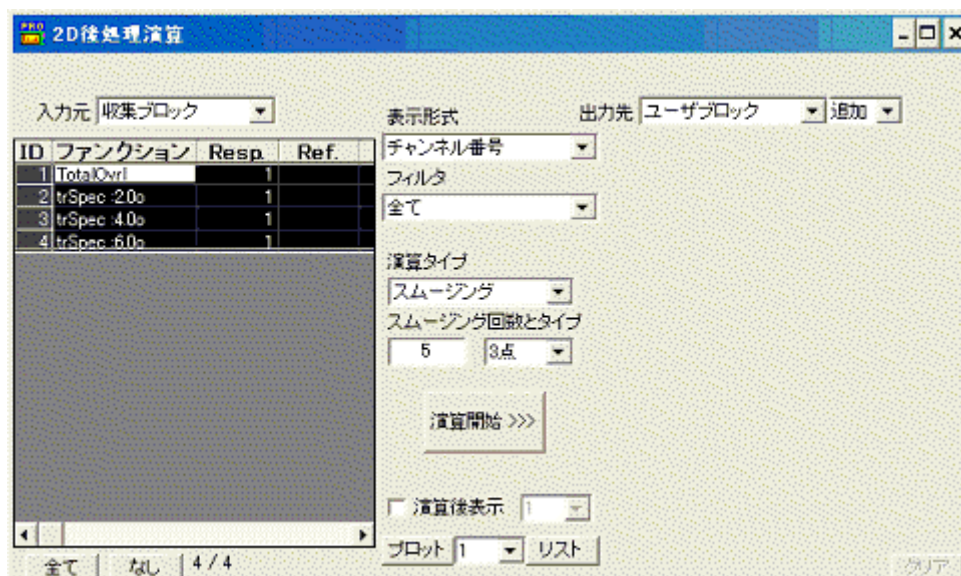 PRO 2D後処理演算
入力元 収集ブロック
表示形式
出力先 ユーザブロック 追加
ID ファンクション Resp. Ref.
チャンネル番号
1 TotalOvrl 1
フィルタ
2 trSpec :2.0o 1
全て
3 trSpec :4.0o 1
4 trSpec :6.0o 1
演算タイプ
スムージング
スムージング回数とタイプ
5 3点
演算開始 >>>
演算後表示 1
プロット 1 リスト
全て なし 4 / 4
クリア